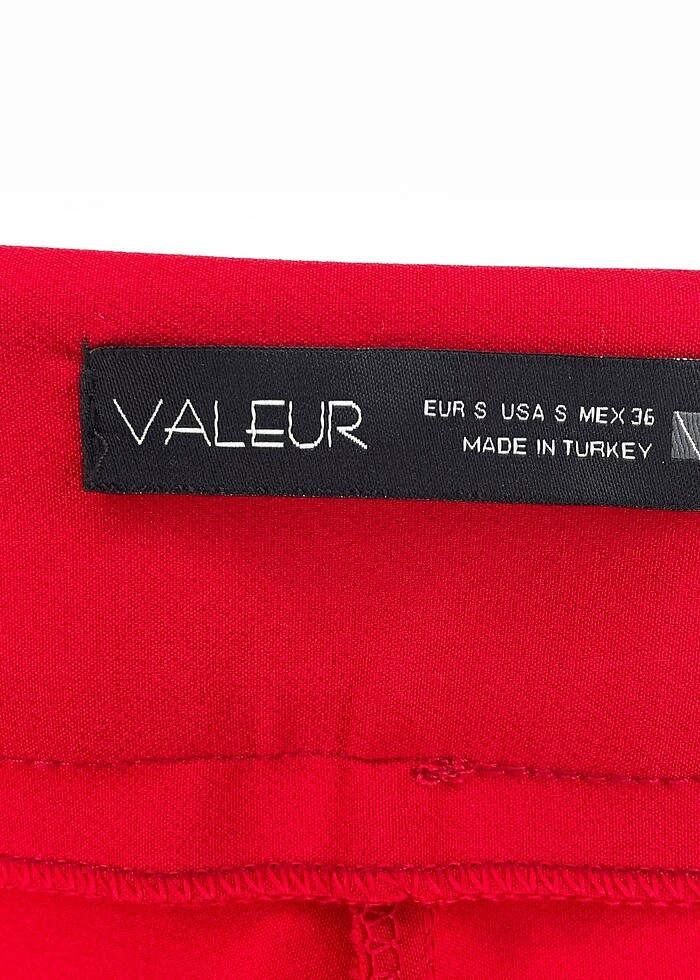 VALEUR
EUR S USA S MEX 36
MADE IN TURKEY